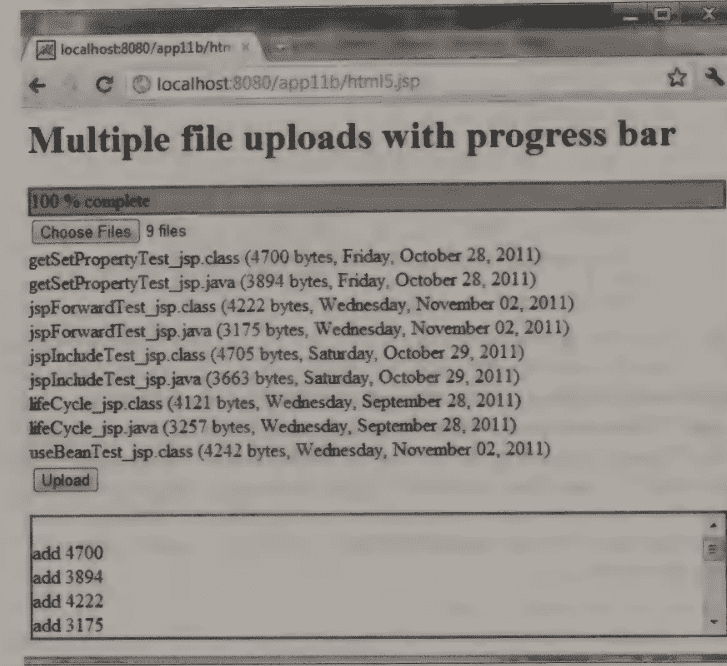 localhost:8080/app11b/htm
localhost:8080/app11b/html5.jsp
Multiple file uploads with progress bar
100 % complete
Choose Files 9 files
getSetPropertyTest_jsp.class (4700 bytes, Friday, October 28, 2011)
getSetPropertyTest_jsp.java (3894 bytes, Friday, October 28, 2011)
jspForwardTest_jsp.class (4222 bytes, Wednesday, November 02, 2011)
jspForwardTest_jsp.java (3175 bytes, Wednesday, November 02, 2011)
jspIncludeTest_jsp.class (4705 bytes, Saturday, October 29, 2011)
jspIncludeTest_jsp.java (3663 bytes, Saturday, October 29, 2011)
lifeCycle_jsp.class (4121 bytes, Wednesday, September 28, 2011)
lifeCycle_jsp.java (3257 bytes, Wednesday, September 28, 2011)
useBeanTest_jsp.class (4242 bytes, Wednesday, November 02, 2011)
Upload
add 4700
add 3894
add 4222
add 3175